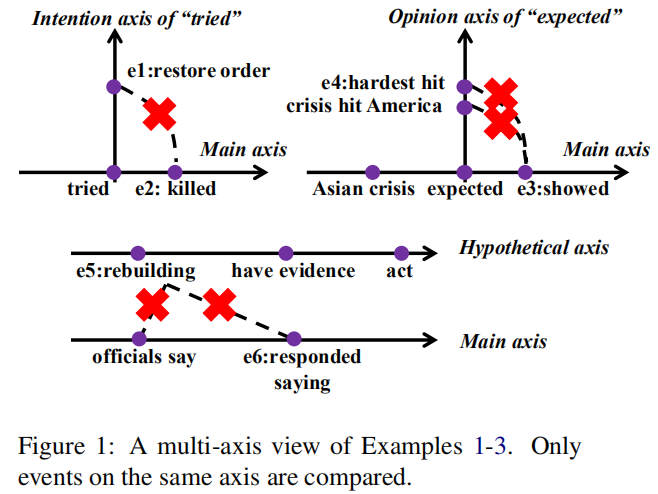 Intention axis of “tried”
e1:restore order
Main axis
tried
e2: killed
Opinion axis of “expected”
e4:hardest hit
crisis hit America
Main axis
Asian crisis
expected
e3:showed
Hypothetical axis
e5:rebuilding
have evidence
act
Main axis
officials say
e6:responded
saying
Figure 1: A multi-axis view of Examples 1-3. Only
events on the same axis are compared.